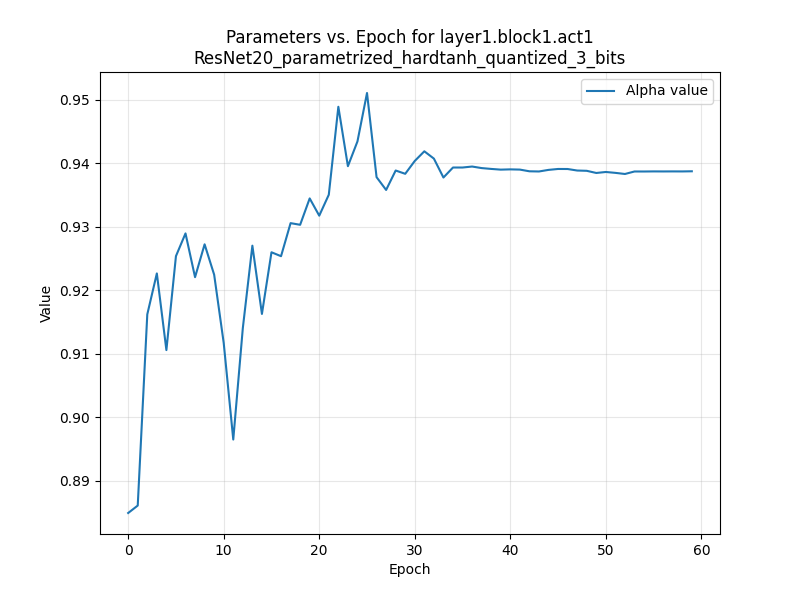 Parameters vs. Epoch for layer1.block1.act1
ResNet20_parametrized_hardtanh_quantized_3_bits
Alpha value
0.95
0.94
0.93
0.92
0.91
0.90
0.89
Value
0 10 20 30 40 50 60
Epoch